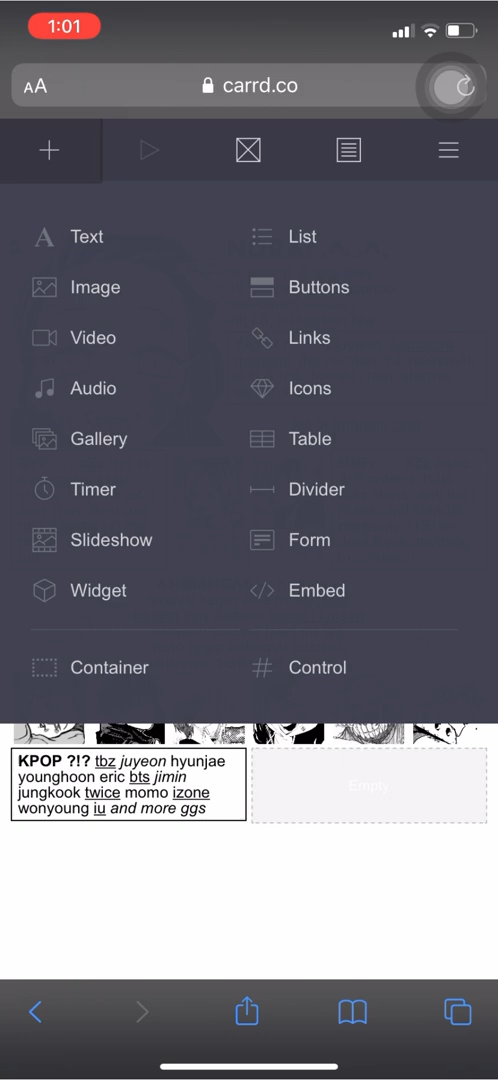 1:01
AA carrd.co
Text
List
Image
Buttons
Video
Links
Audio
Icons
Gallery
Table
Timer
Divider
Slideshow
Form
Widget
Embed
Container
Control
KPOP ?!? tbz juyeon hyunjae
younghoon eric bts jimin
jungkook twice momo izone
wonyoung iu and more ggs
Empty